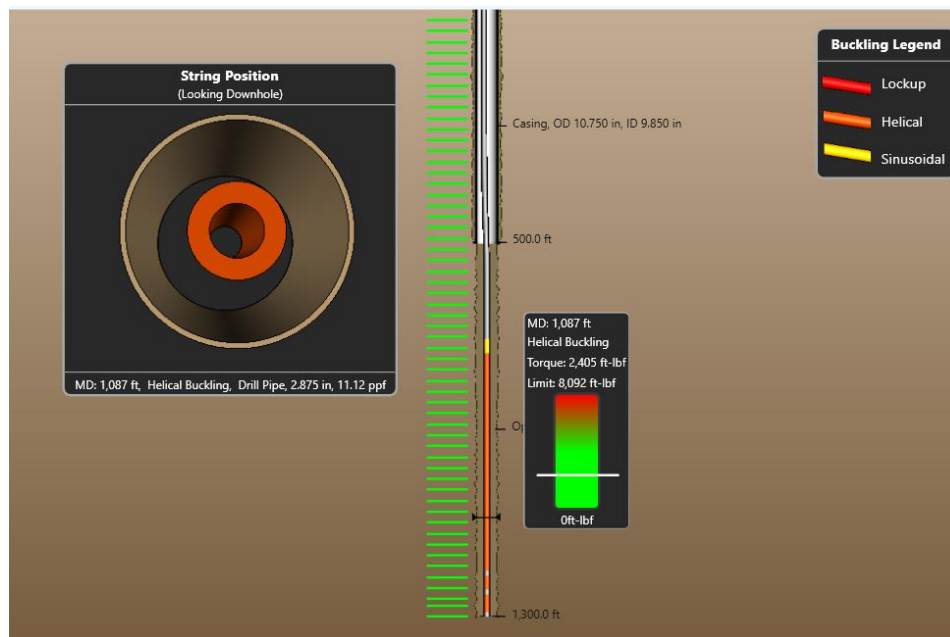 String Position
(Looking Downhole)
MD: 1,087 ft, Helical Buckling, Drill Pipe, 2.875 in, 11.12 ppf
Casing, OD 10.750 in, ID 9.850 in
500.0 ft
MD: 1,087 ft
Helical Buckling
Torque: 2,405 ft-lbf
Limit: 8,092 ft-lbf
0ft-lbf
1,300.0 ft
Buckling Legend
Lockup
Helical
Sinusoidal